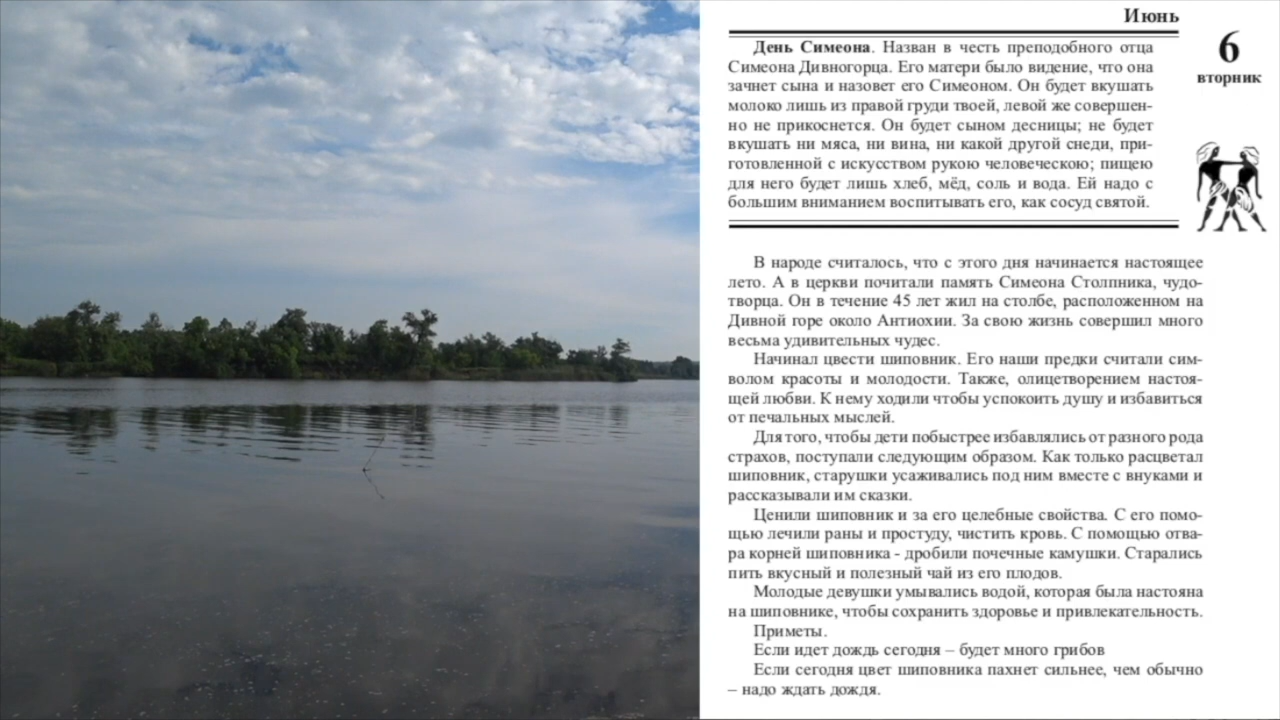 Июнь
6
вторник
День Симеона. Назван в честь преподобного отца
Симеона Дивногорца. Его матери было видение, что она
зачнет сына и назовет его Симеоном. Он будет вкушать
молоко лишь из правой груди твоей, левой же совершен-
но не прикоснется. Он будет сыном десницы; не будет
вкушать ни мяса, ни вина, ни какой другой снеди, при-
готовленной с искусством рукою человеческою; пищею
для него будет лишь хлеб, мёд, соль и вода. Ей надо с
большим вниманием воспитывать его, как сосуд святой.
В народе считалось, что с этого дня начинается настоящее
лето. А в церкви почитали память Симеона Столпника, чудо-
творца. Он в течение 45 лет жил на столбе, расположенном на
Дивной горе около Антиохии. За свою жизнь совершил много
весьма удивительных чудес.
Начинал цвести шиповник. Его наши предки считали сим-
волом красоты и молодости. Также, олицетворением настоя-
щей любви. К нему ходили чтобы успокоить душу и избавиться
от печальных мыслей.
Для того, чтобы дети побыстрее избавлялись от разного рода
страхов, поступали следующим образом. Как только расцветал
шиповник, старушки усаживались под ним вместе с внуками и
рассказывали им сказки.
Ценили шиповник и за его целебные свойства. С его помо-
щью лечили раны и простуду, чистить кровь. С помощью отва-
ра корней шиповника - дробили почечные камушки. Старались
пить вкусный и полезный чай из его плодов.
Молодые девушки умывались водой, которая была настояна
на шиповнике, чтобы сохранить здоровье и привлекательность.
Приметы.
Если идет дождь сегодня – будет много грибов
Если сегодня цвет шиповника пахнет сильнее, чем обычно
– надо ждать дождя.